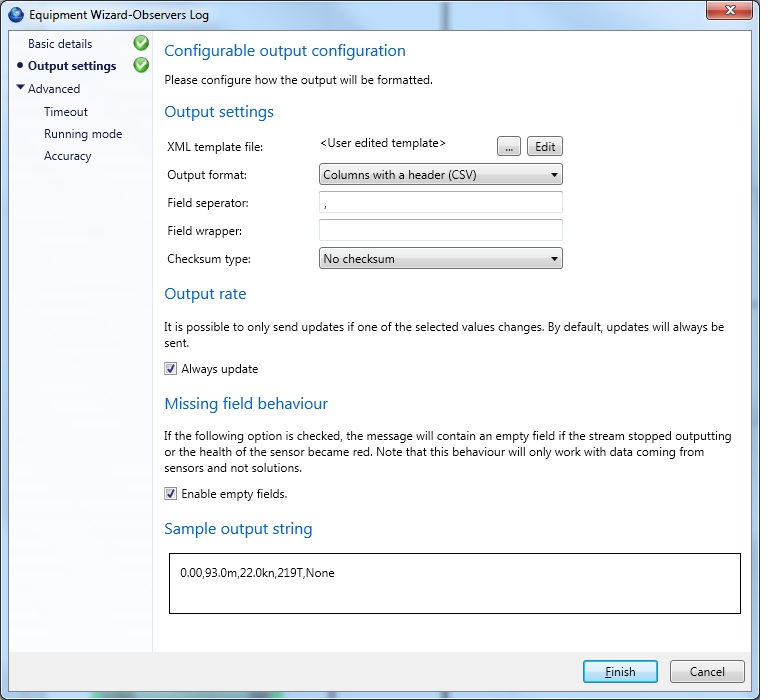 Equipment Wizard-Observers Log
Basic details
Output settings
Advanced
Timeout
Running mode
Accuracy
Configurable output configuration
Please configure how the output will be formatted.
Output settings
XML template file: <User edited template> ... Edit
Output format: Columns with a header (CSV)
Field seperator: ,
Field wrapper:
Checksum type: No checksum
Output rate
It is possible to only send updates if one of the selected values changes. By default, updates will always be
sent.
Always update
Missing field behaviour
If the following option is checked, the message will contain an empty field if the stream stopped outputting
or the health of the sensor became red. Note that this behaviour will only work with data coming from
sensors and not solutions.
Enable empty fields.
Sample output string
0.00,93.0m,22.0kn,219T,None
Finish Cancel